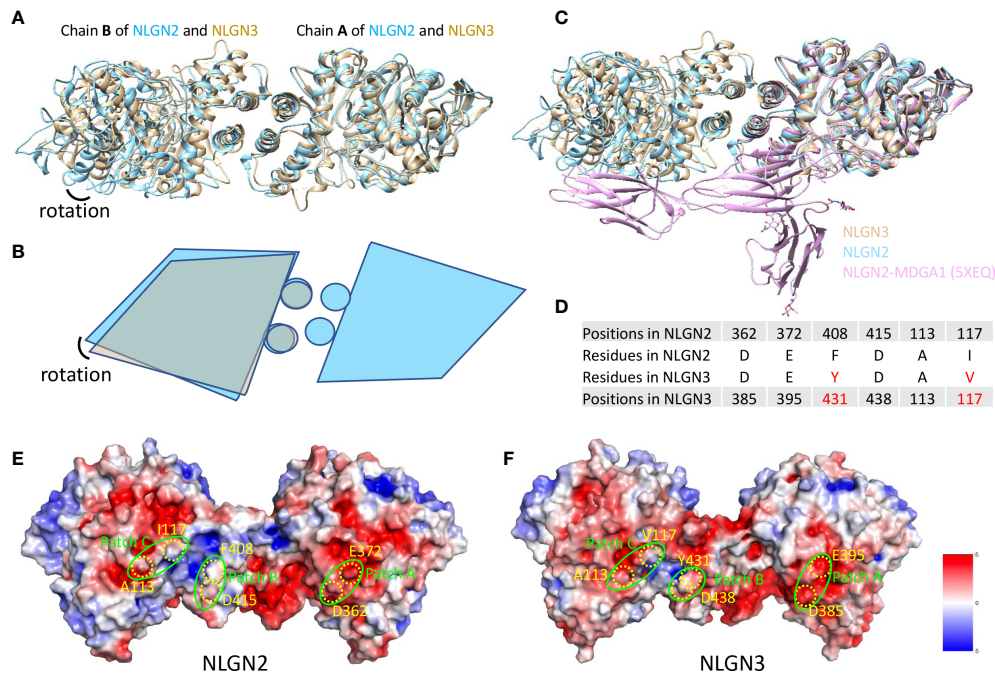 A
Chain B of NLGN2 and NLGN3
Chain A of NLGN2 and NLGN3
rotation
B
rotation
C
NLGN3
NLGN2
NLGN2-MDGA1 (5XEQ)
D
Positions in NLGN2 362 372 408 415 113 117
Residues in NLGN2 D E F D A I
Residues in NLGN3 D E Y D A V
Positions in NLGN3 385 395 431 438 113 117
E
I117
Patch C
A113
F408
Patch B
D415
E372
Patch A
D362
NLGN2
F
V117
Patch C
A113
Y431
Patch B
D438
E395
Patch A
D385
NLGN3
5
0
5